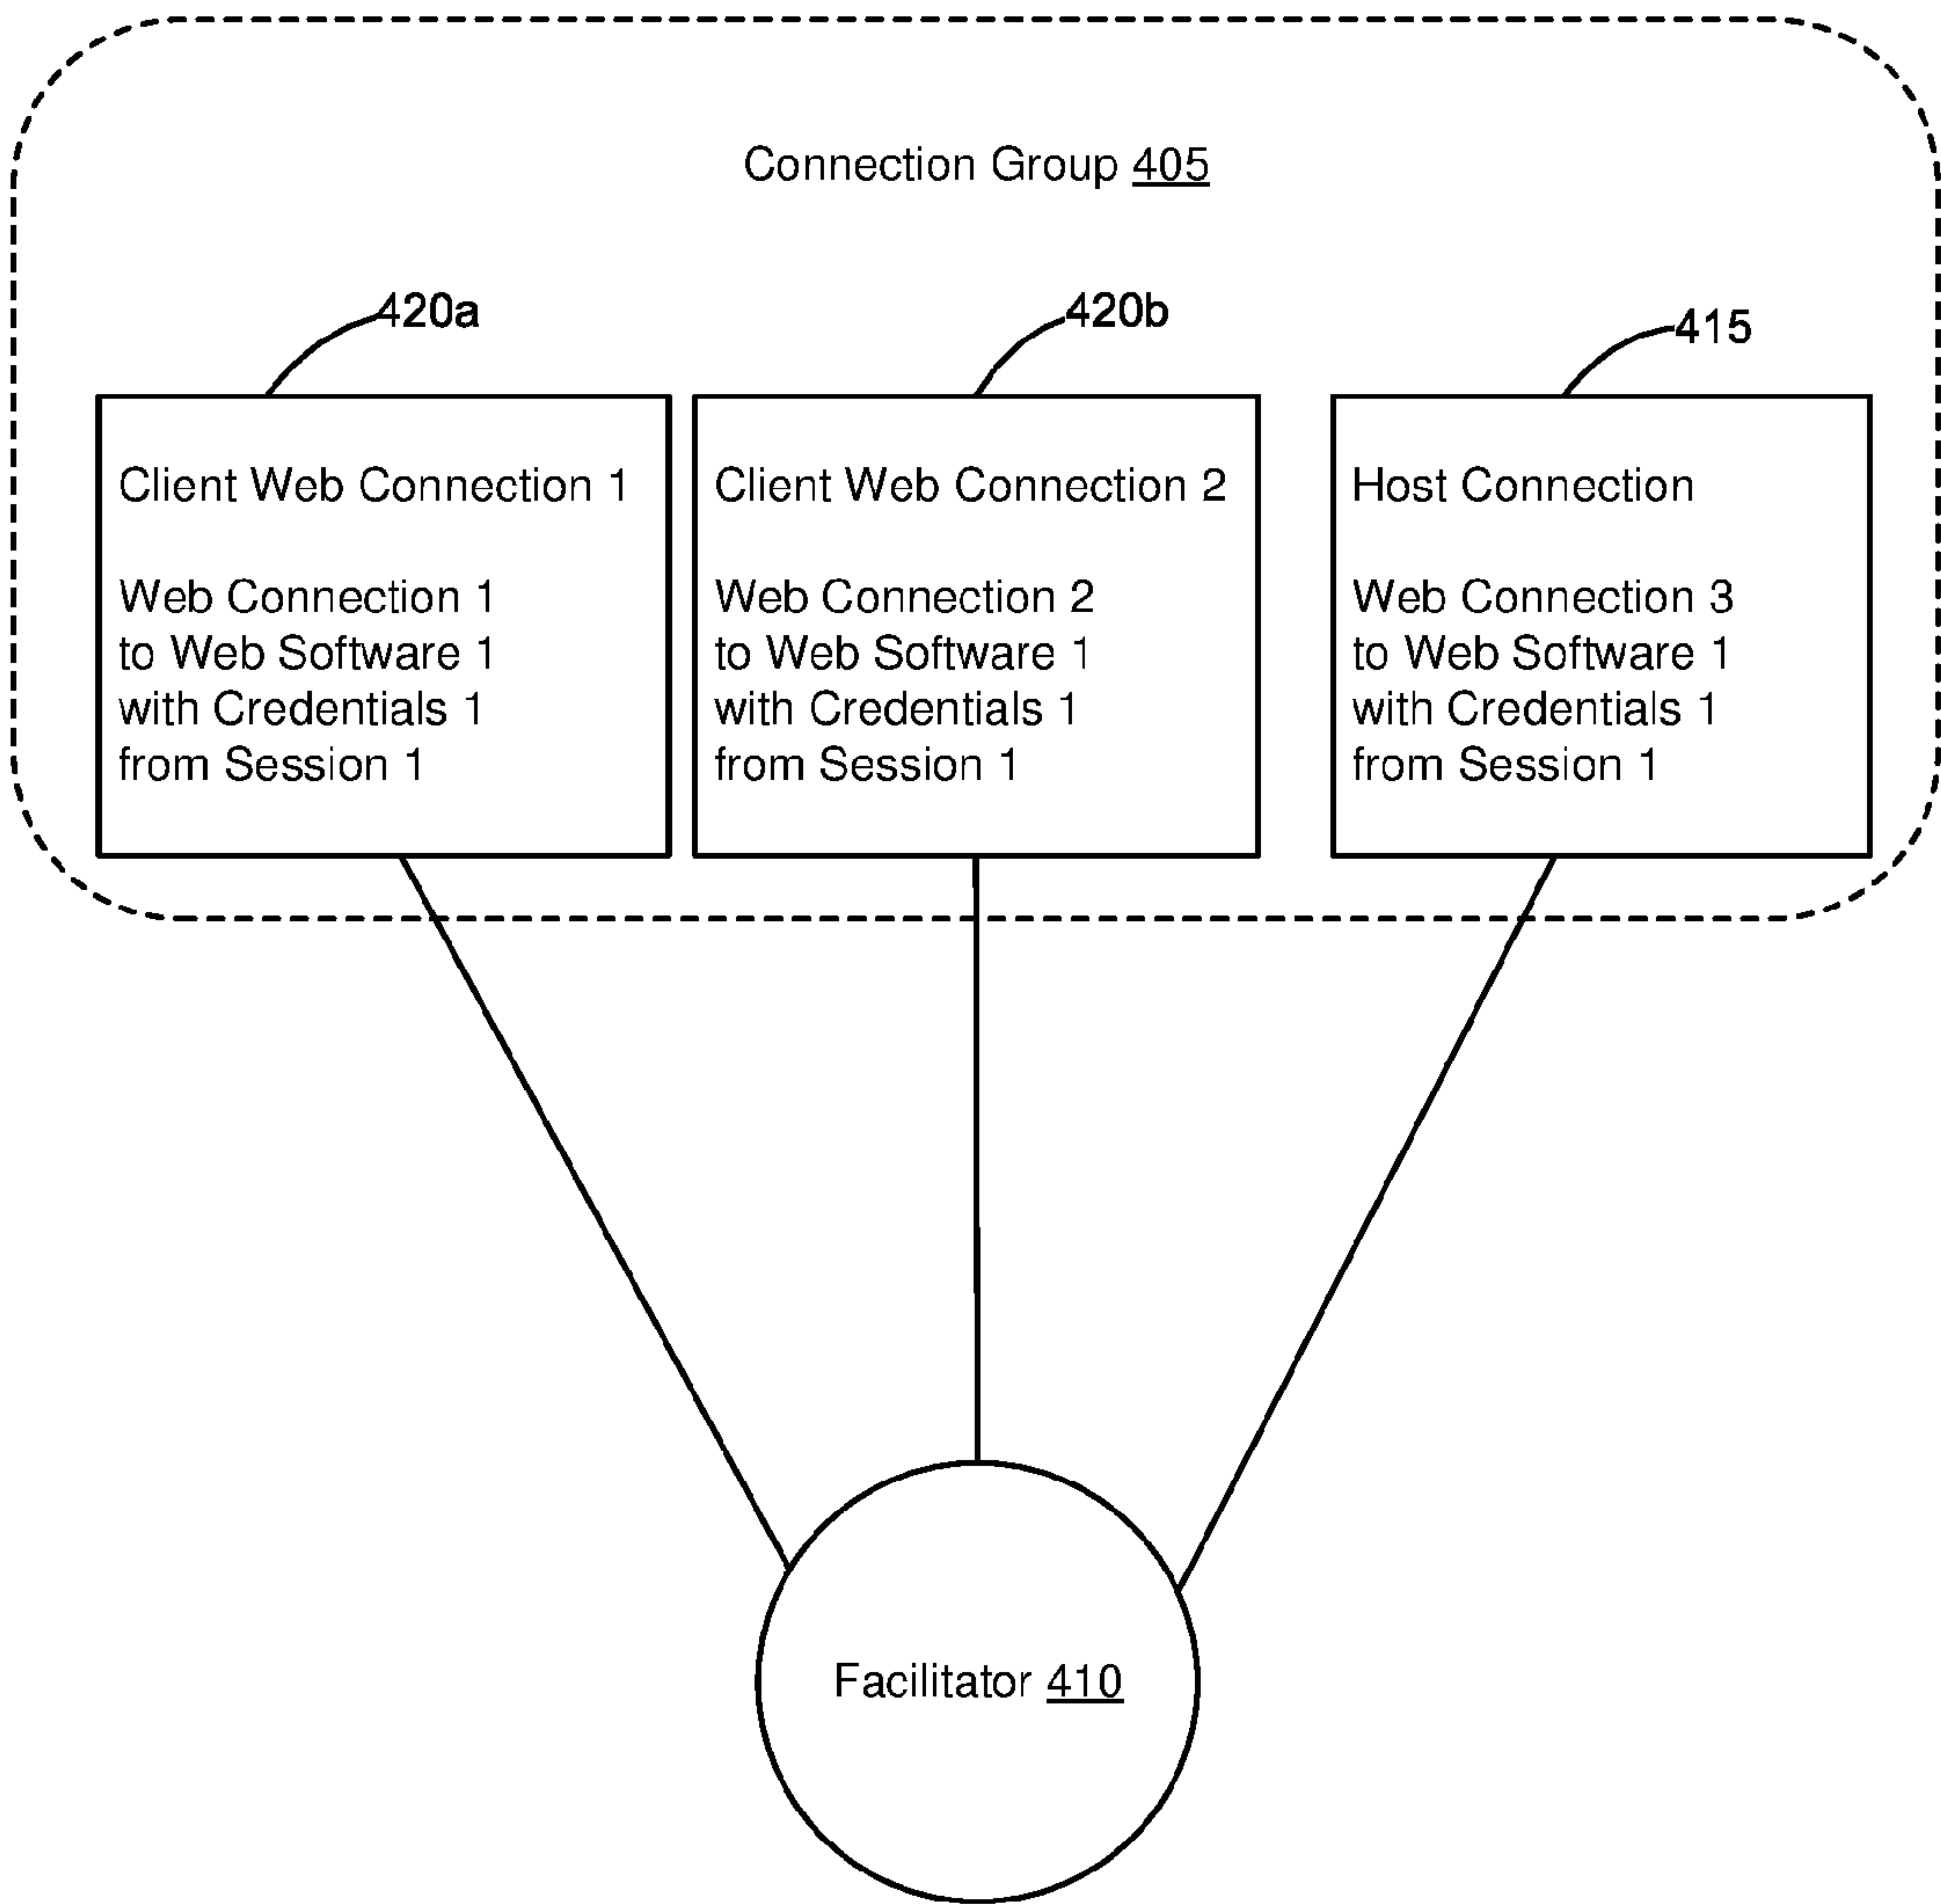 Connection Group 405
420a
420b
415
Client Web Connection 1
Web Connection 1
to Web Software 1
with Credentials 1
from Session 1
Client Web Connection 2
Web Connection 2
to Web Software 1
with Credentials 1
from Session 1
Host Connection
Web Connection 3
to Web Software 1
with Credentials 1
from Session 1
Facilitator 410